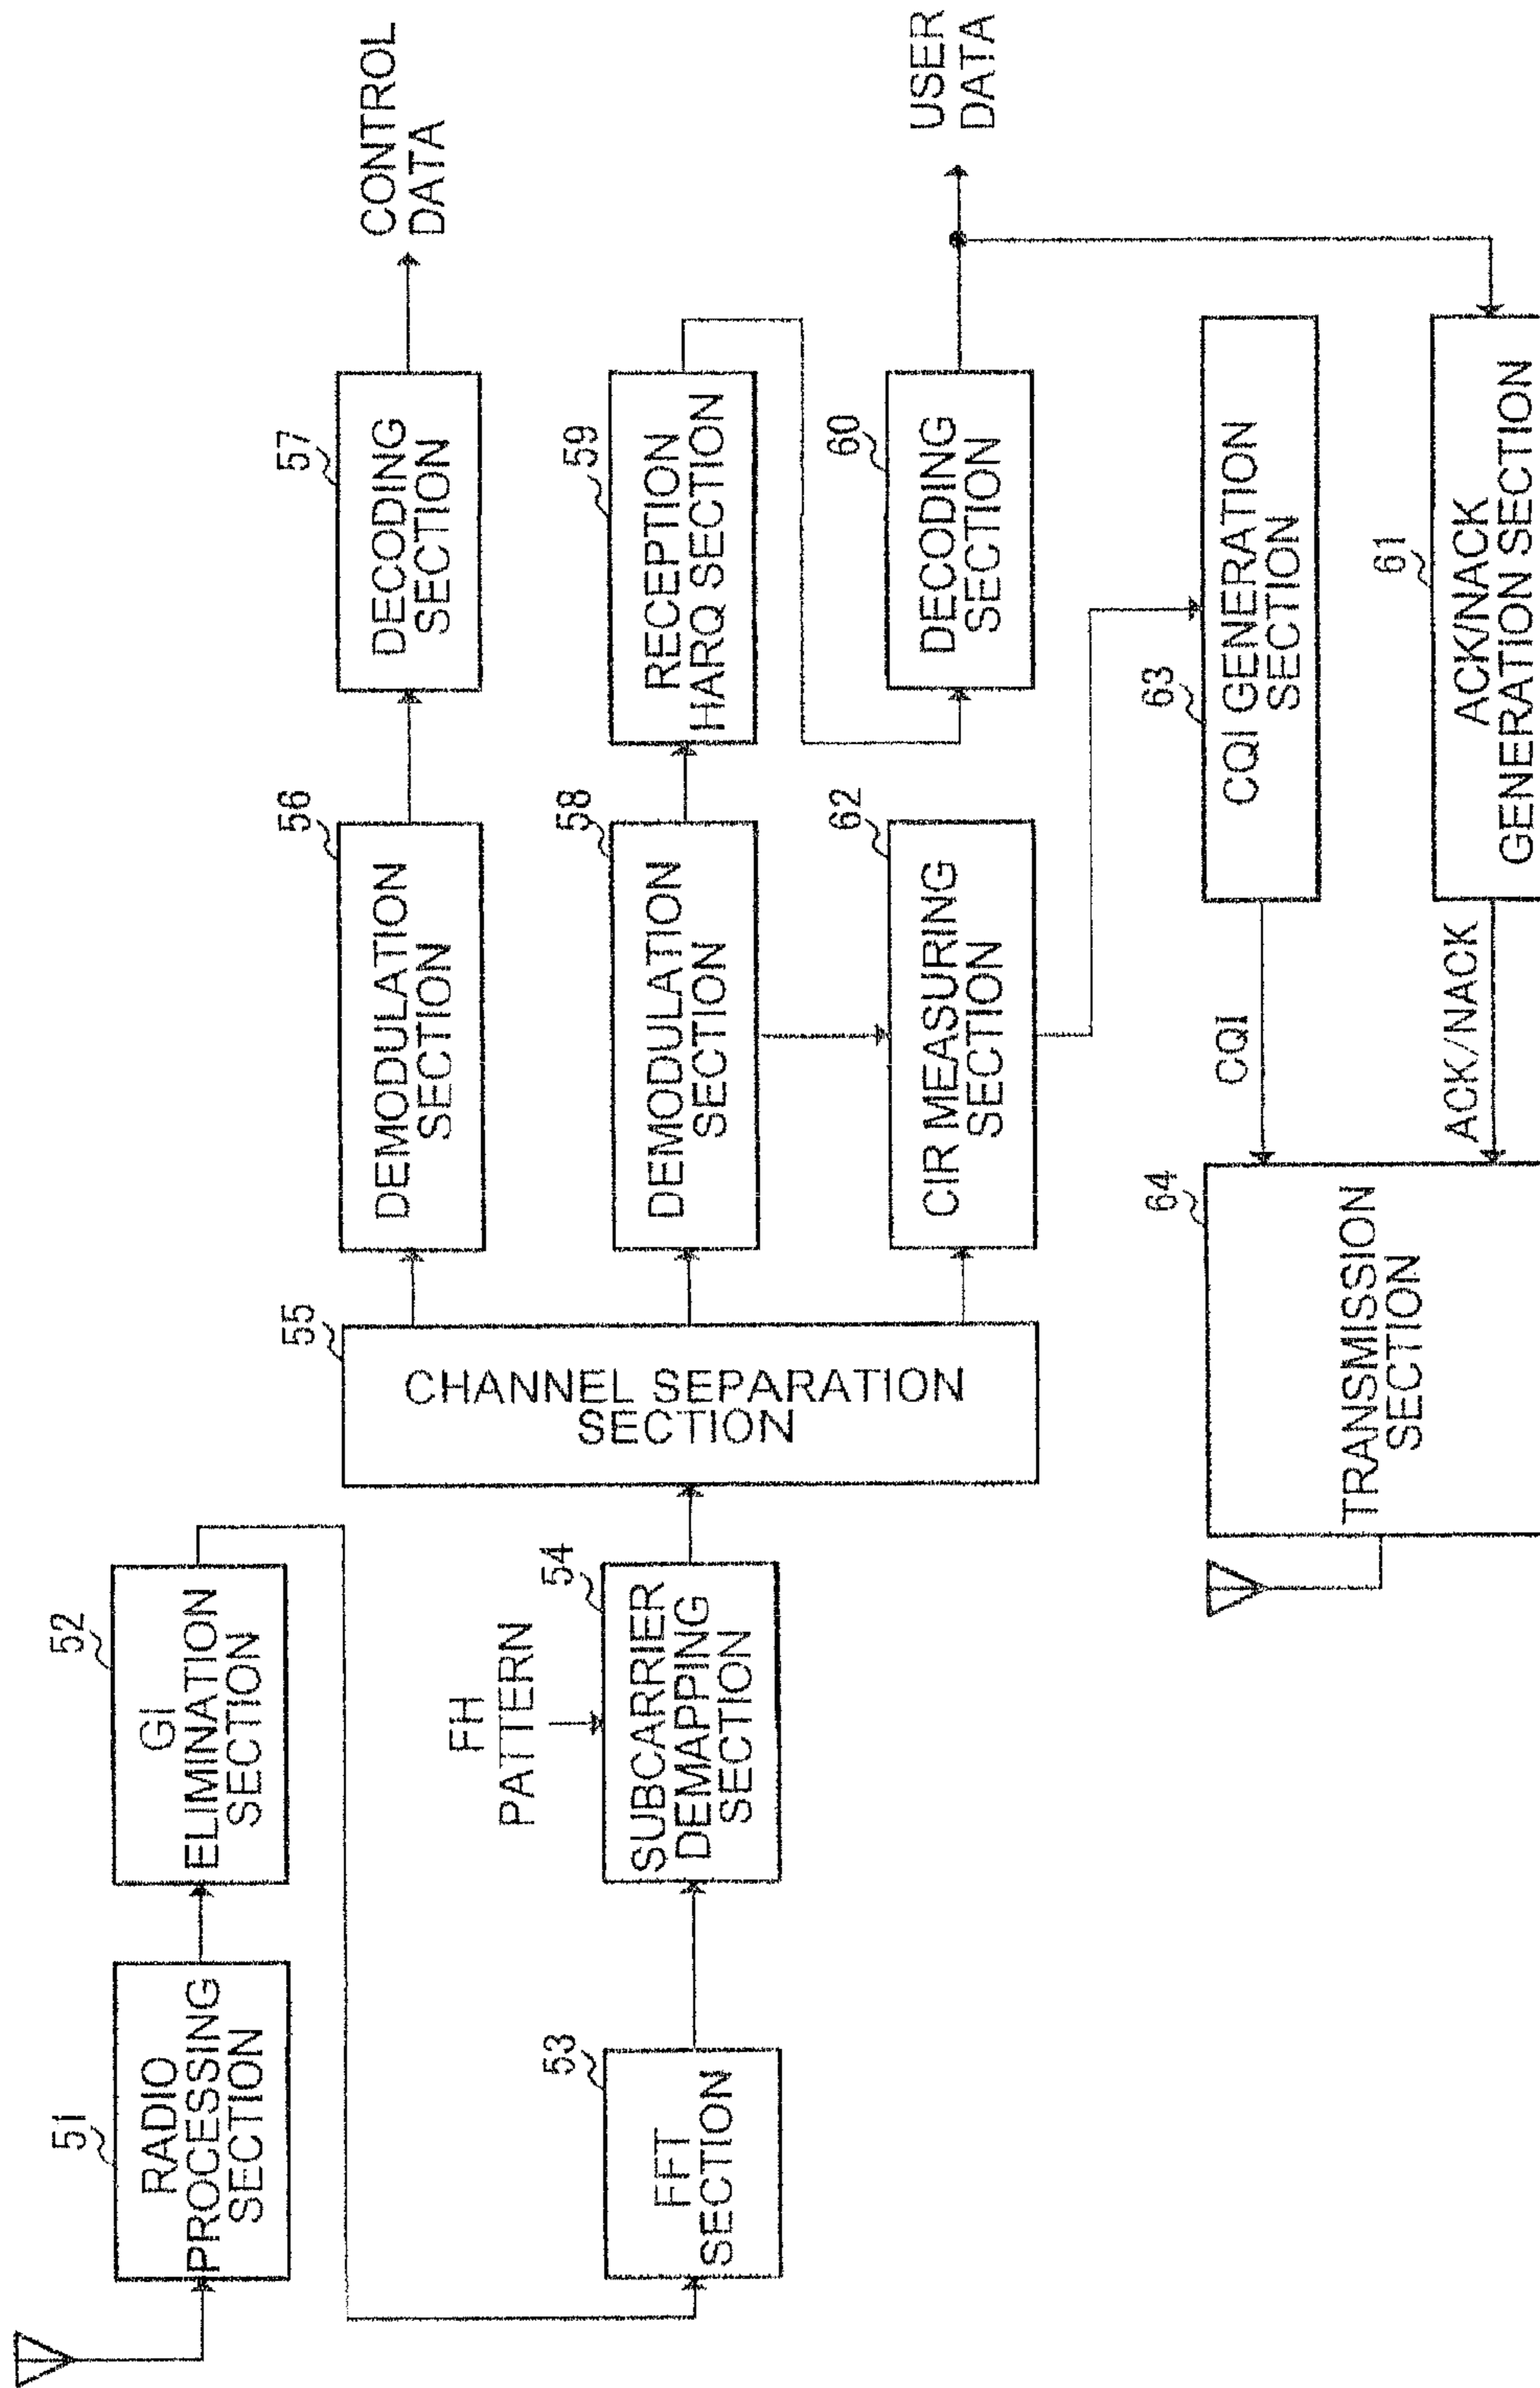 51
RADIO
PROCESSING
SECTION
52
GI
ELIMINATION
SECTION
53
FFT
SECTION
FH
PATTERN
54
SUBCARRIER
DEMAPPING
SECTION
55
CHANNEL SEPARATION
SECTION
56
DEMODULATION
SECTION
57
DECODING
SECTION
CONTROL
DATA
58
DEMODULATION
SECTION
59
RECEPTION
HARQ SECTION
62
CIR MEASURING
SECTION
60
DECODING
SECTION
USER
DATA
64
TRANSMISSION
SECTION
CQI
63
CQI GENERATION
SECTION
ACK/NACK
61
ACK/NACK
GENERATION SECTION